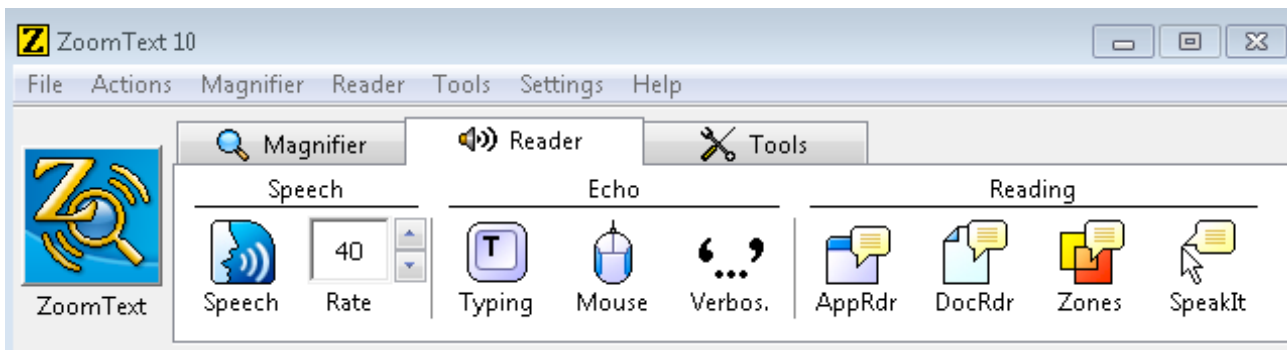 Z ZoomText 10
File Actions Magnifier Reader Tools Settings Help
Magnifier Reader Tools
Speech Echo Reading
40 T ❛...❜
ZoomText Speech Rate Typing Mouse Verbos. AppRdr DocRdr Zones SpeakIt